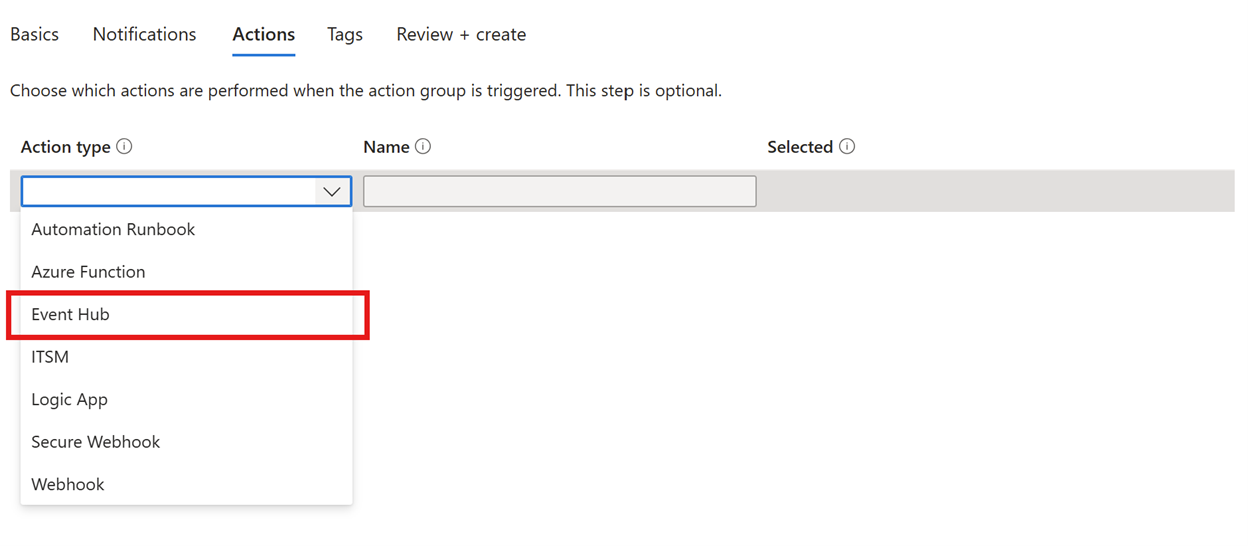 Basics Notifications Actions Tags Review + create
Choose which actions are performed when the action group is triggered. This step is optional.
Action type Name Selected
Automation Runbook
Azure Function
Event Hub
ITSM
Logic App
Secure Webhook
Webhook